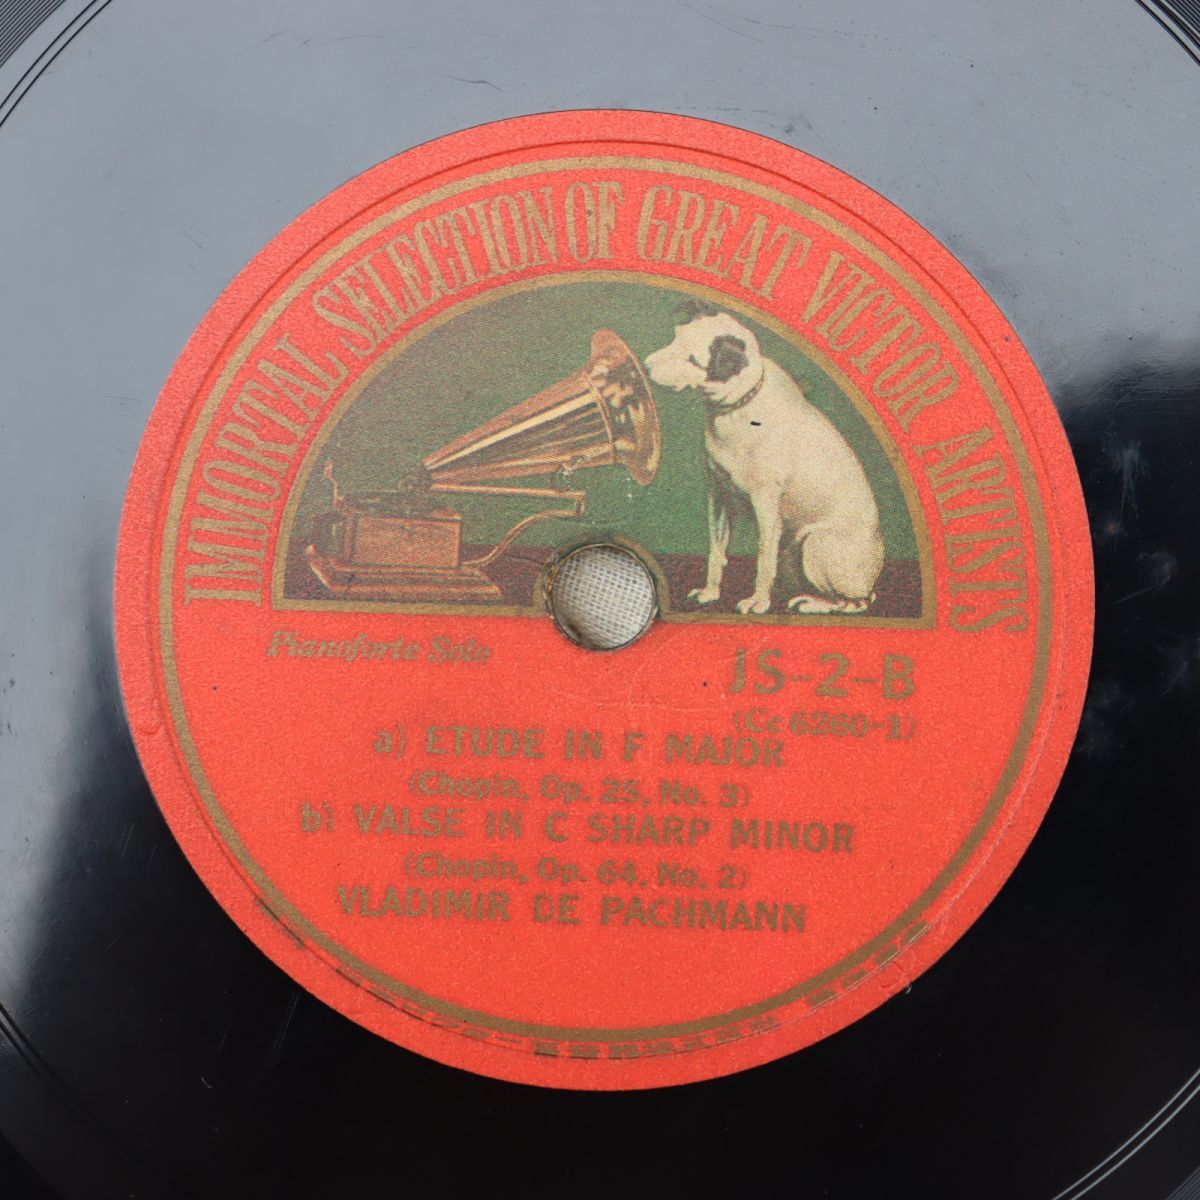 IMMORTAL SELECTION OF GREAT VICTOR ARTISTS
Pianoforte Solo
JS-2-B
(Cc 6260-1)
a) ETUDE IN F MAJOR
(Chopin, Op. 25, No. 3)
b) VALSE IN C SHARP MINOR
(Chopin, Op. 64, No. 2)
VLADIMIR DE PACHMANN